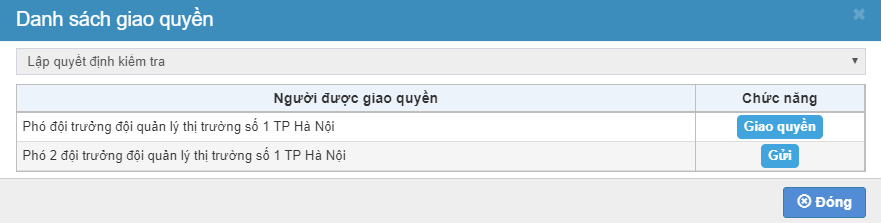 Danh sách giao quyền
Lập quyết định kiểm tra
Người được giao quyền Chức năng
Phó đội trưởng đội quản lý thị trường số 1 TP Hà Nội Giao quyền
Phó 2 đội trưởng đội quản lý thị trường số 1 TP Hà Nội Gửi
Đóng